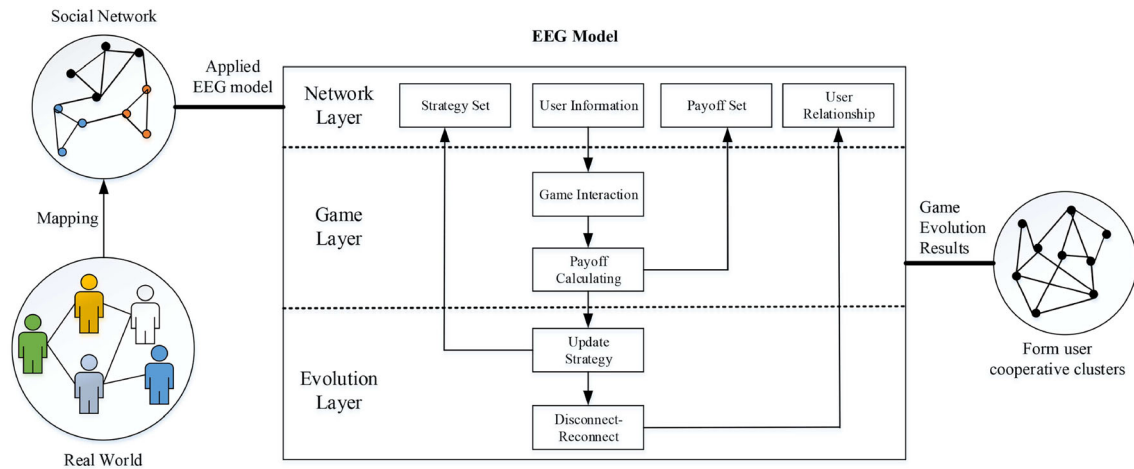 Social Network
Applied
EEG model
Mapping
Real World
EEG Model
Network
Layer
Strategy Set
User Information
Payoff Set
User
Relationship
Game
Layer
Game Interaction
Payoff
Calculating
Evolution
Layer
Update
Strategy
Disconnect-
Reconnect
Game
Evolution
Results
Form user
cooperative clusters